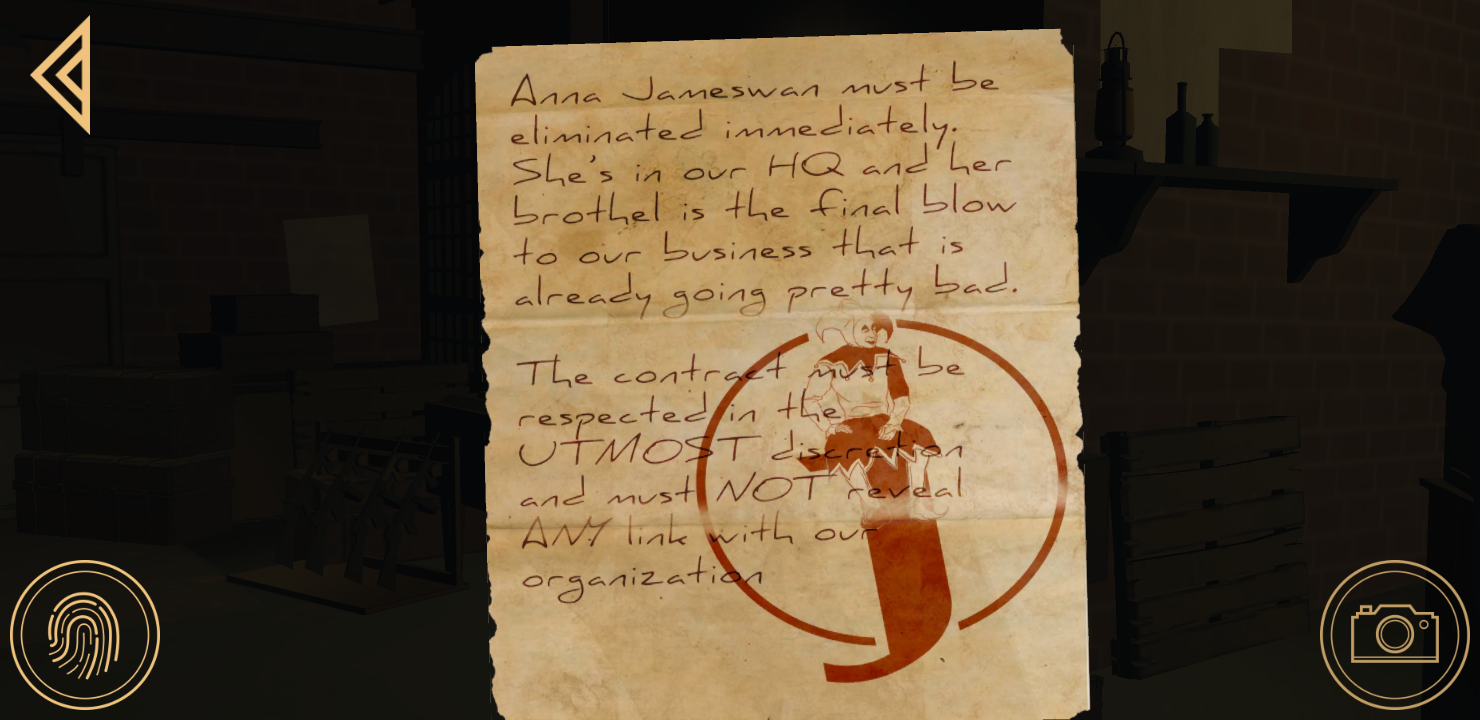 Anna Jameswan must be
eliminated immediately.
She's in our HQ and her
brothel is the final blow
to our business that is
already going pretty bad.
The contract must be
respected in the
UTMOST discretion
and must NOT reveal
ANY link with our
organization
J